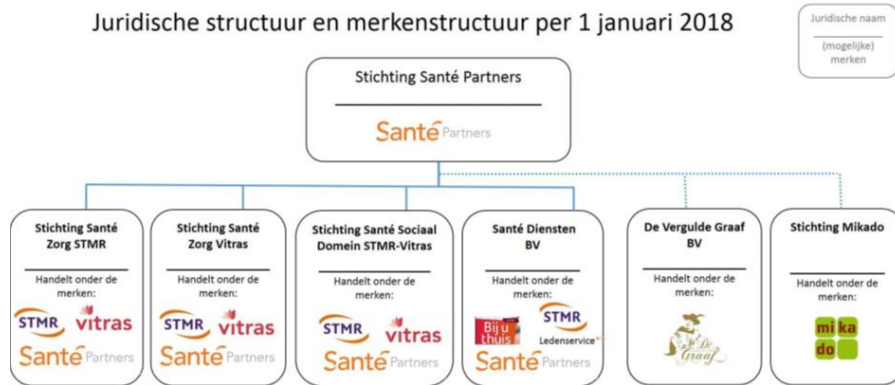 Juridische structuur en merkenstructuur per 1 januari 2018
Juridische naam
(mogelijke)
merken
Stichting Santé Partners
Santé Partners
Stichting Santé
Zorg STMR
Handelt onder de
merken:
STMR vitras
Santé Partners
Stichting Santé
Zorg Vitras
Handelt onder de
merken:
STMR vitras
Santé Partners
Stichting Santé Sociaal
Domein STMR-Vitras
Handelt onder de
merken:
STMR vitras
Santé Partners
Santé Diensten
BV
Handelt onder de
merken:
Bij u
thuis
STMR
Ledenservice
Santé Partners
De Vergulde Graaf
BV
Handelt onder de
merken:
De
Graaf
Stichting Mikado
Handelt onder de
merken:
mi ka
do